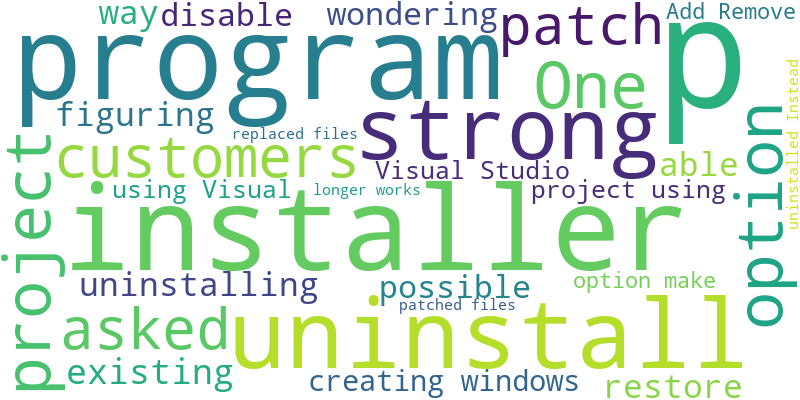 way
disable
wondering
patch
Add Remove
program
p
One
figuring
strong
replaced files
customers
Visual Studio
able
using Visual
longer works
project using
uninstalled Instead
project
installer
option
uninstalling
possible
option make
patched files
asked
uninstall
existing
creating windows
restore